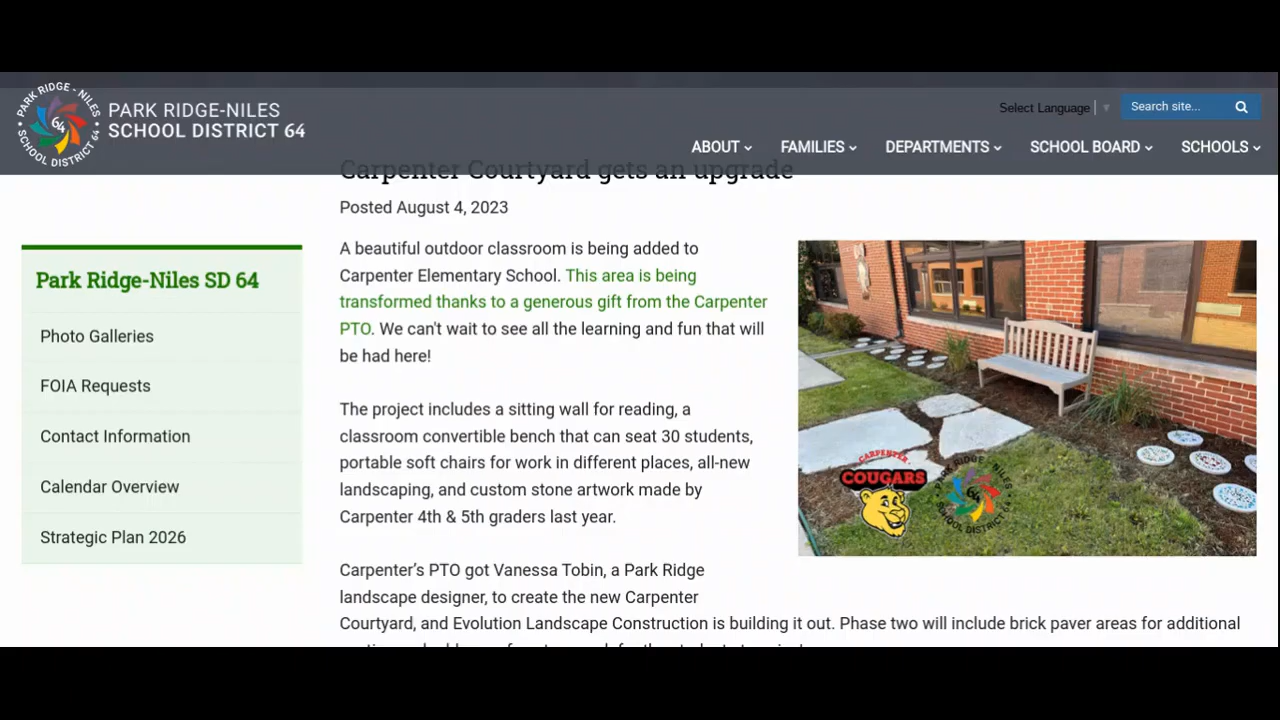 PARK RIDGE - NILES
SCHOOL DISTRICT 64
64
PARK RIDGE-NILES
SCHOOL DISTRICT 64
Select Language
Search site...
ABOUT
FAMILIES
DEPARTMENTS
SCHOOL BOARD
SCHOOLS
Carpenter Courtyard gets an upgrade
Posted August 4, 2023
Park Ridge-Niles SD 64
Photo Galleries
FOIA Requests
Contact Information
Calendar Overview
Strategic Plan 2026
A beautiful outdoor classroom is being added to
Carpenter Elementary School. This area is being
transformed thanks to a generous gift from the Carpenter
PTO. We can't wait to see all the learning and fun that will
be had here!
The project includes a sitting wall for reading, a
classroom convertible bench that can seat 30 students,
portable soft chairs for work in different places, all-new
landscaping, and custom stone artwork made by
Carpenter 4th & 5th graders last year.
Carpenter’s PTO got Vanessa Tobin, a Park Ridge
landscape designer, to create the new Carpenter
Courtyard, and Evolution Landscape Construction is building it out. Phase two will include brick paver areas for additional
CARPENTER
COUGARS
PARK RIDGE - NILES
SCHOOL DISTRICT 64
64